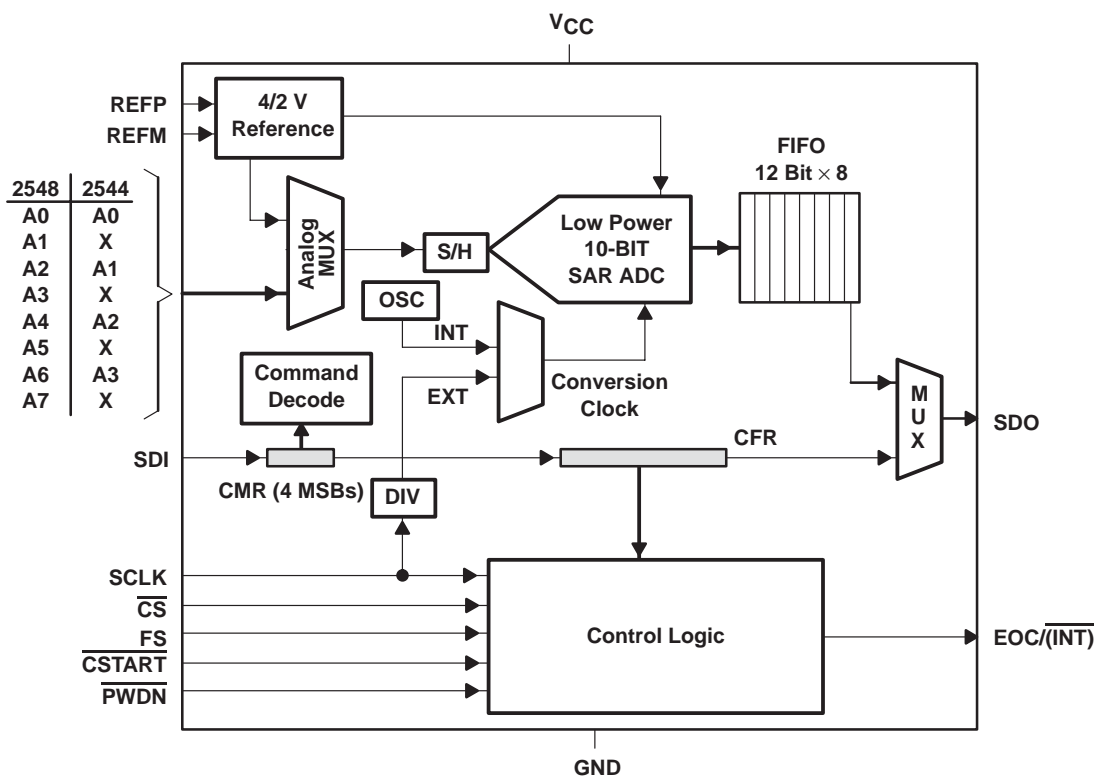 VCC
REFP
REFM
4/2 V
Reference
2548 2544
A0 A0
A1 X
A2 A1
A3 X
A4 A2
A5 X
A6 A3
A7 X
Analog
MUX
S/H
Low Power
10-BIT
SAR ADC
FIFO
12 Bit × 8
OSC
INT
EXT
Conversion
Clock
Command
Decode
SDI
CMR (4 MSBs)
DIV
CFR
MUX
SDO
SCLK
CS
FS
CSTART
PWDN
Control Logic
EOC/(INT)
GND